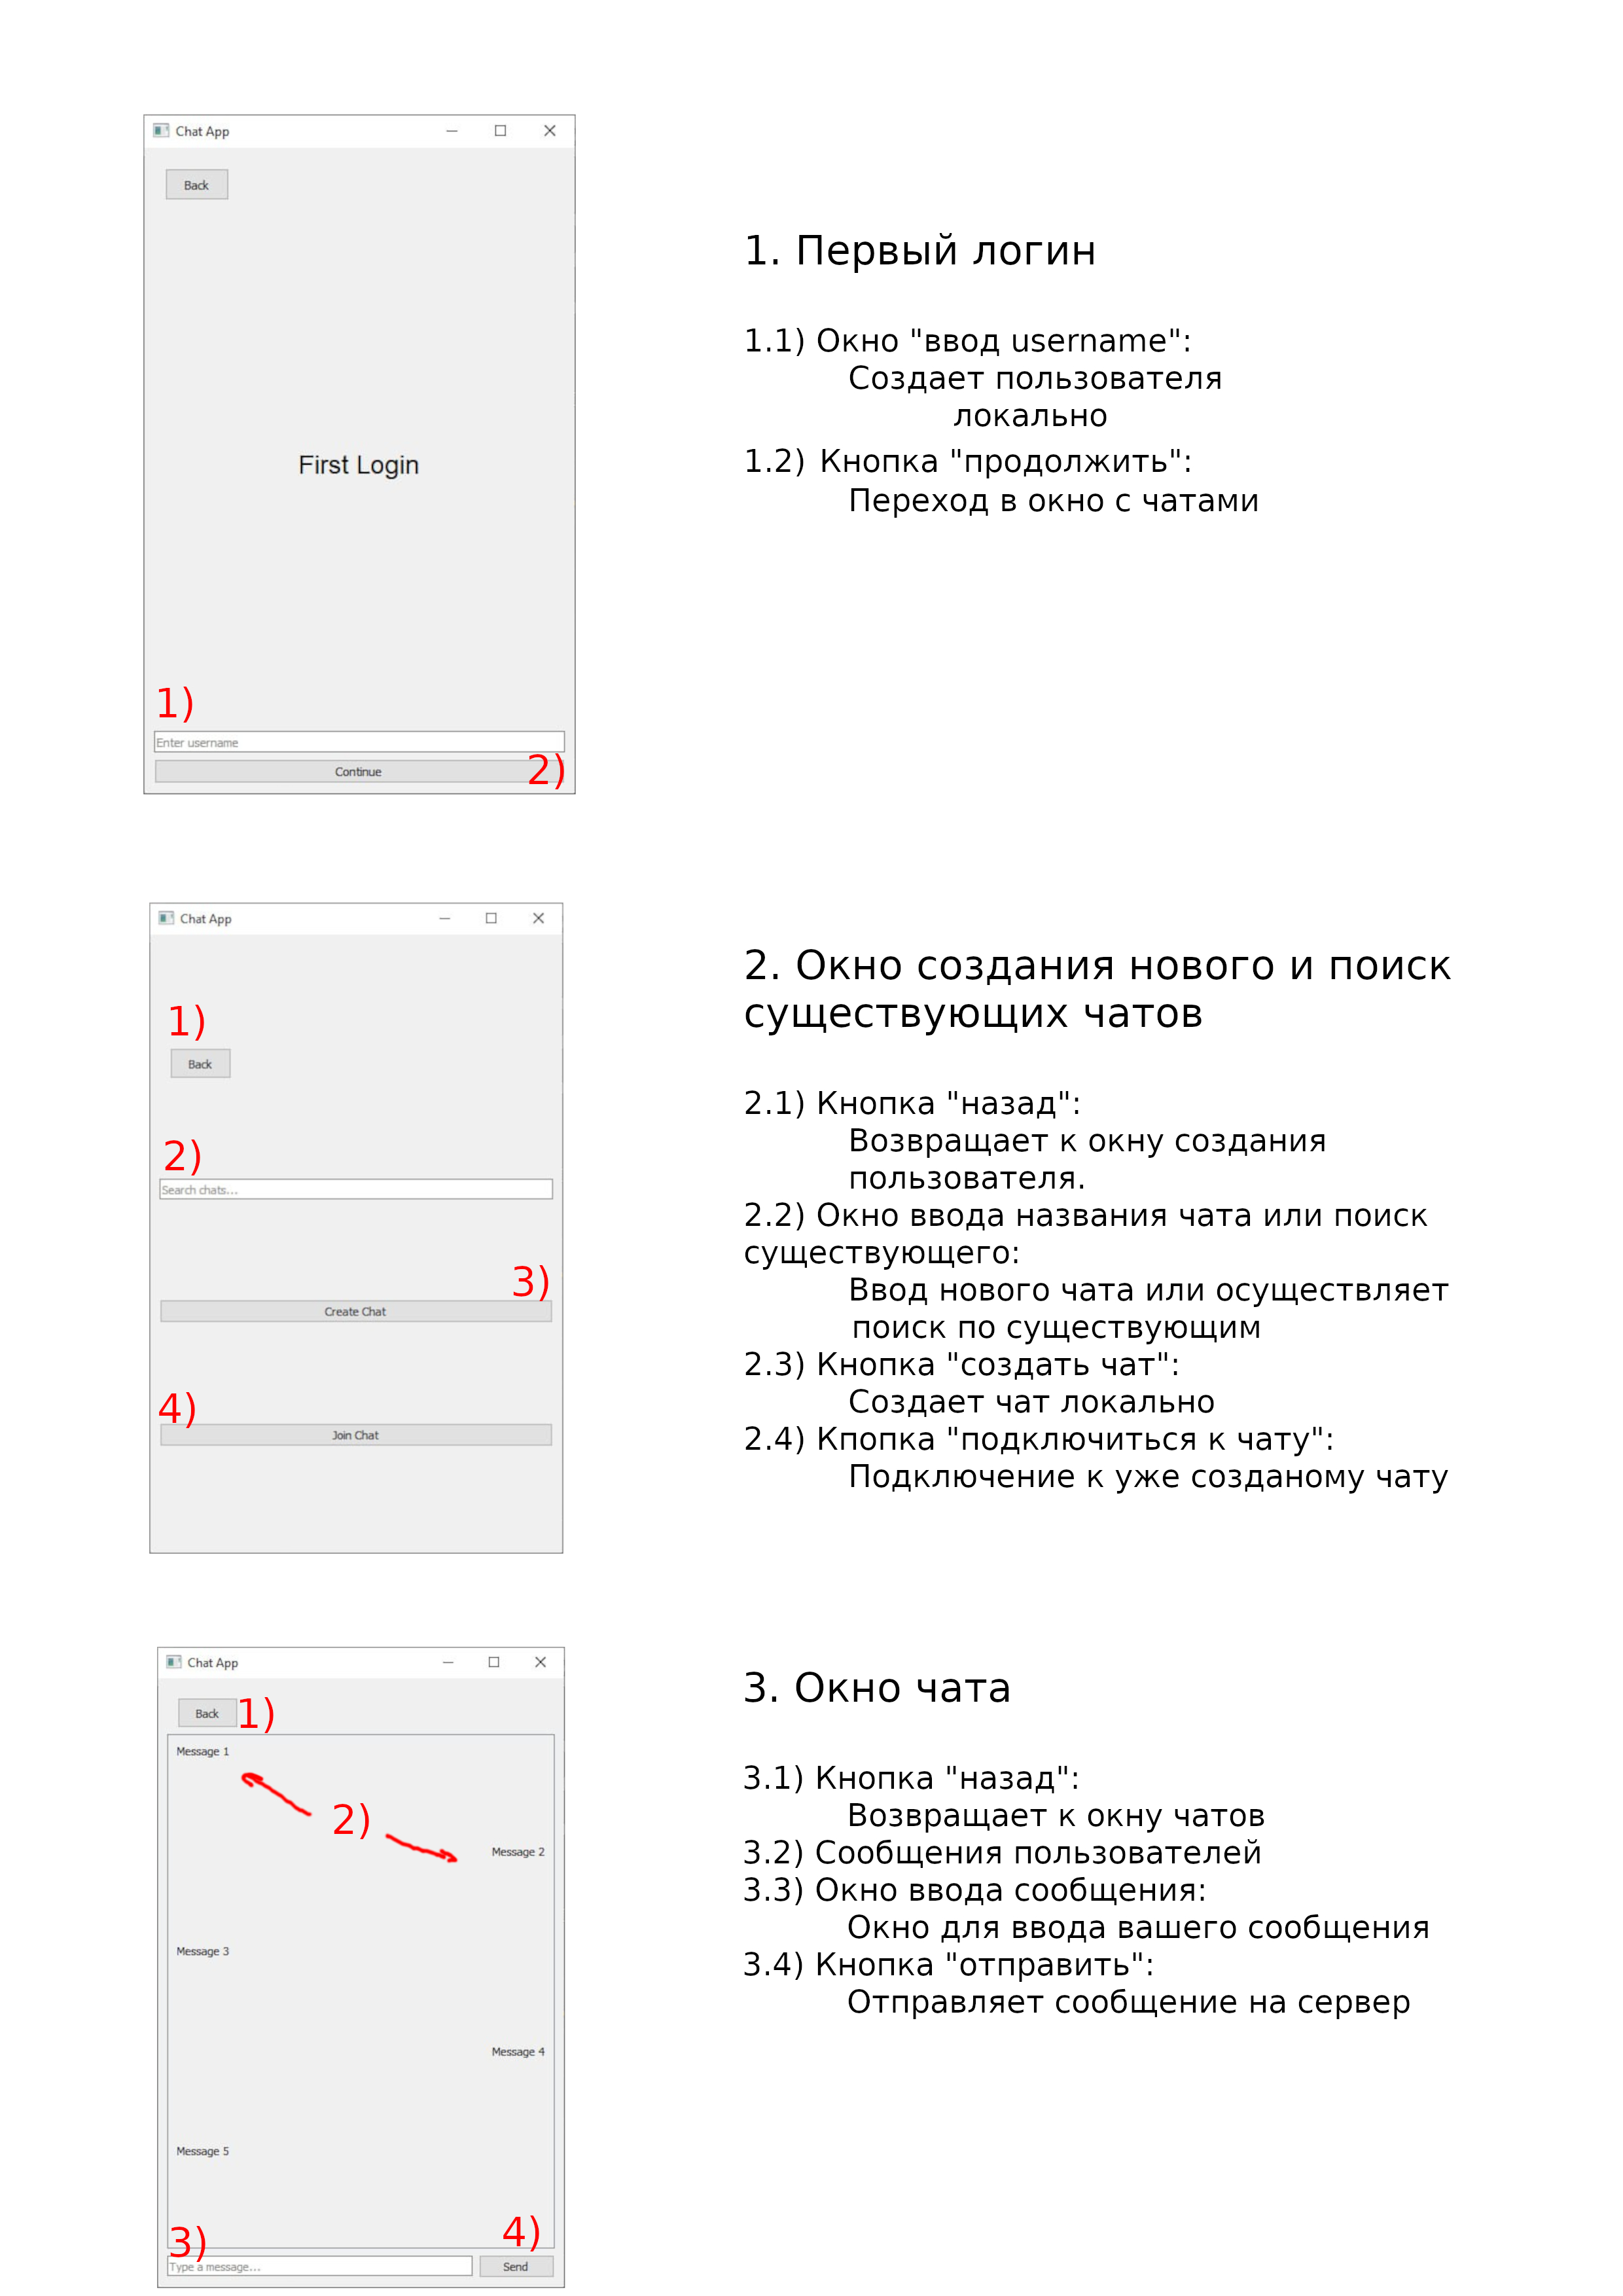 Chat App
Back
First Login
1)
Enter username
Continue
2)
1. Первый логин
1.1) Окно "ввод username":
Создает пользователя
локально
1.2) Кнопка "продолжить":
Переход в окно с чатами
Chat App
1)
Back
2)
Search chats...
3)
Create Chat
4)
Join Chat
2. Окно создания нового и поиск
существующих чатов
2.1) Кнопка "назад":
Возвращает к окну создания
пользователя.
2.2) Окно ввода названия чата или поиск
существующего:
Ввод нового чата или осуществляет
поиск по существующим
2.3) Кнопка "создать чат":
Создает чат локально
2.4) Кпопка "подключиться к чату":
Подключение к уже созданому чату
Chat App
Back
1)
Message 1
2)
Message 2
Message 3
Message 4
Message 5
3)
4)
Type a message...
Send
3. Окно чата
3.1) Кнопка "назад":
Возвращает к окну чатов
3.2) Сообщения пользователей
3.3) Окно ввода сообщения:
Окно для ввода вашего сообщения
3.4) Кнопка "отправить":
Отправляет сообщение на сервер